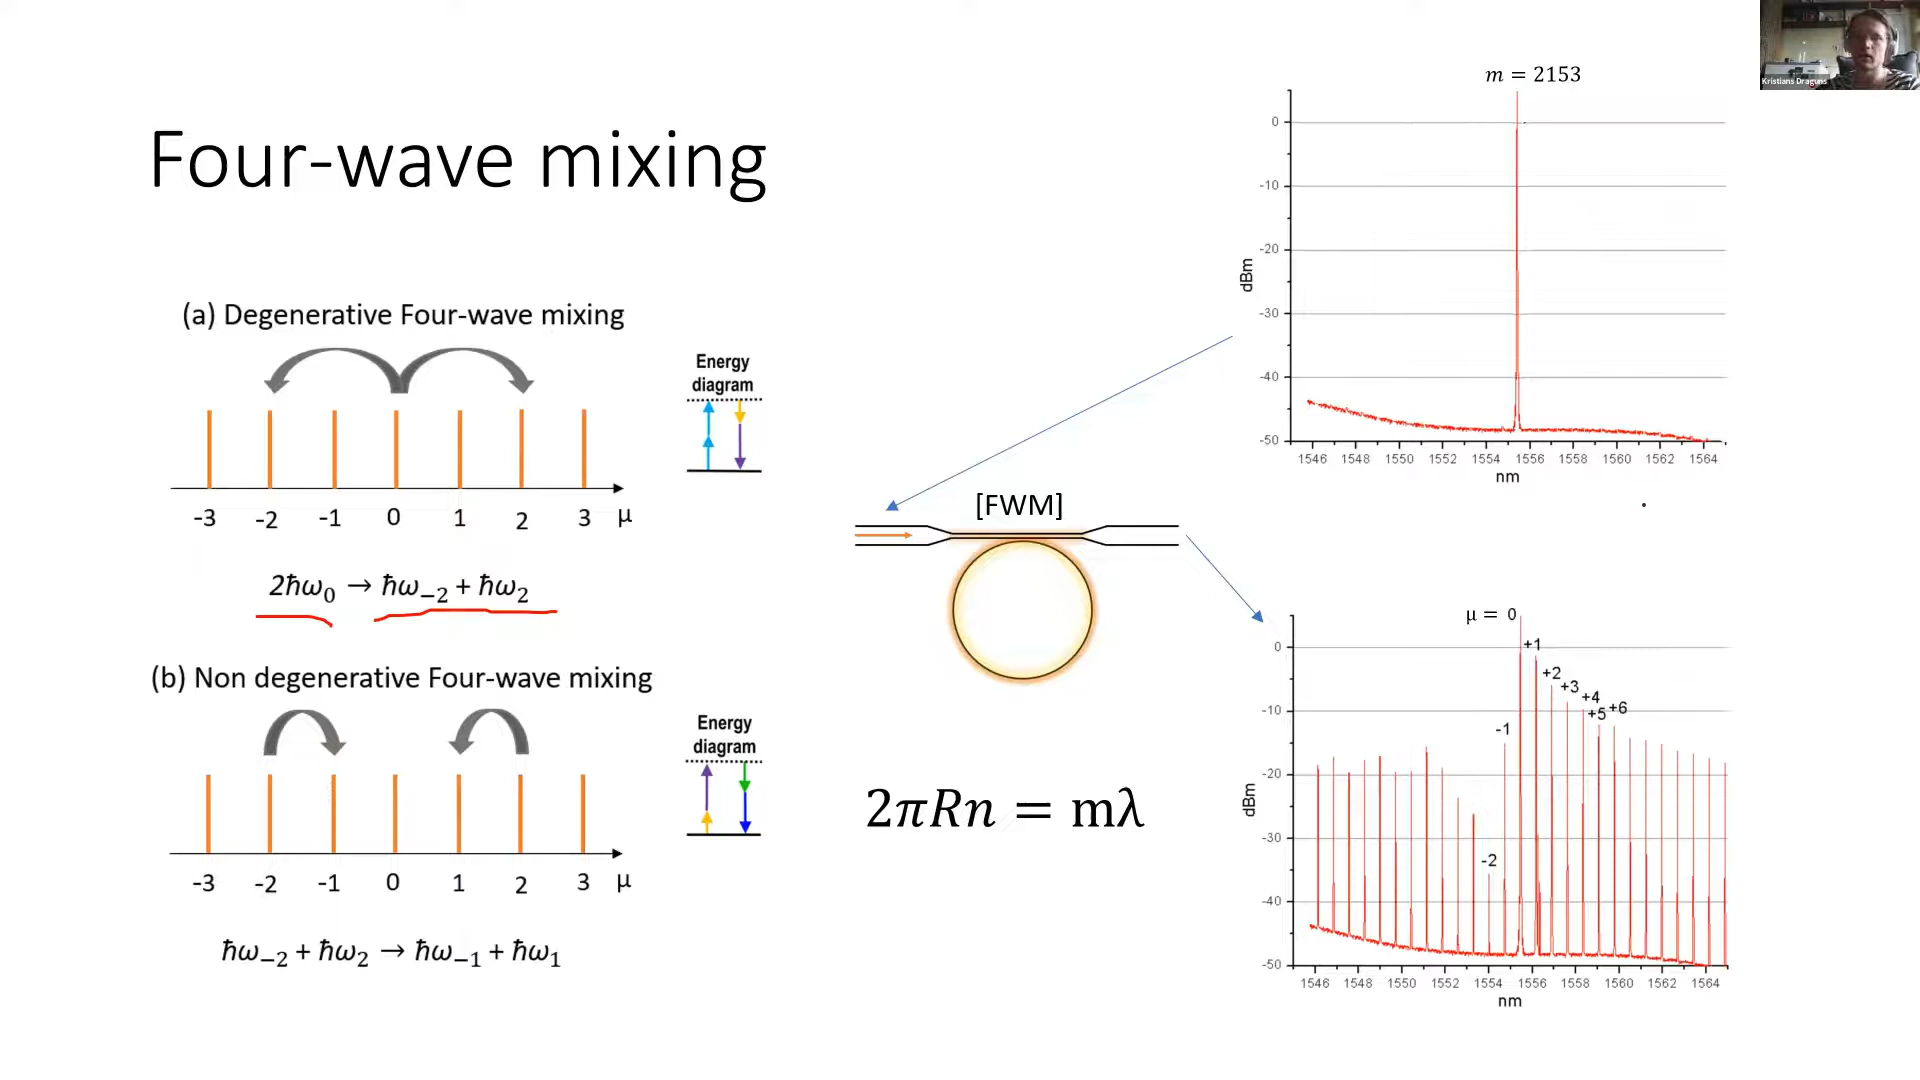 Kristians Draguns
Four-wave mixing
(a) Degenerative Four-wave mixing
Energy
diagram
-3 -2 -1 0 1 2 3 μ
2ħω₀ → ħω₋₂ + ħω₂
(b) Non degenerative Four-wave mixing
Energy
diagram
-3 -2 -1 0 1 2 3 μ
ħω₋₂ + ħω₂ → ħω₋₁ + ħω₁
[FWM]
2πRn = mλ
m = 2153
0
-10
-20
-30
-40
-50
dBm
1546 1548 1550 1552 1554 1556 1558 1560 1562 1564
nm
μ = 0
+1
+2
+3
+4
+5
+6
-1
-2
0
-10
-20
-30
-40
-50
dBm
1546 1548 1550 1552 1554 1556 1558 1560 1562 1564
nm